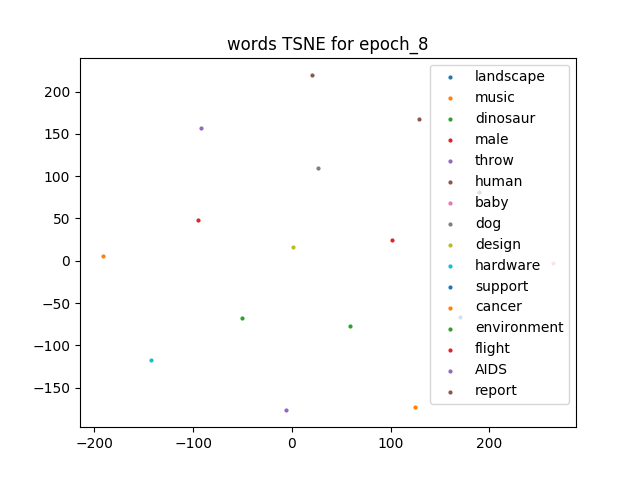 words TSNE for epoch_8
200
150
100
50
0
−50
−100
−150
−200
−100
0
100
200
landscape
music
dinosaur
male
throw
human
baby
dog
design
hardware
support
cancer
environment
flight
AIDS
report